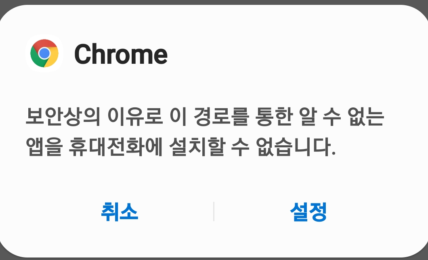 Chrome
보안상의 이유로 이 경로를 통한 알 수 없는
앱을 휴대전화에 설치할 수 없습니다.
취소
설정